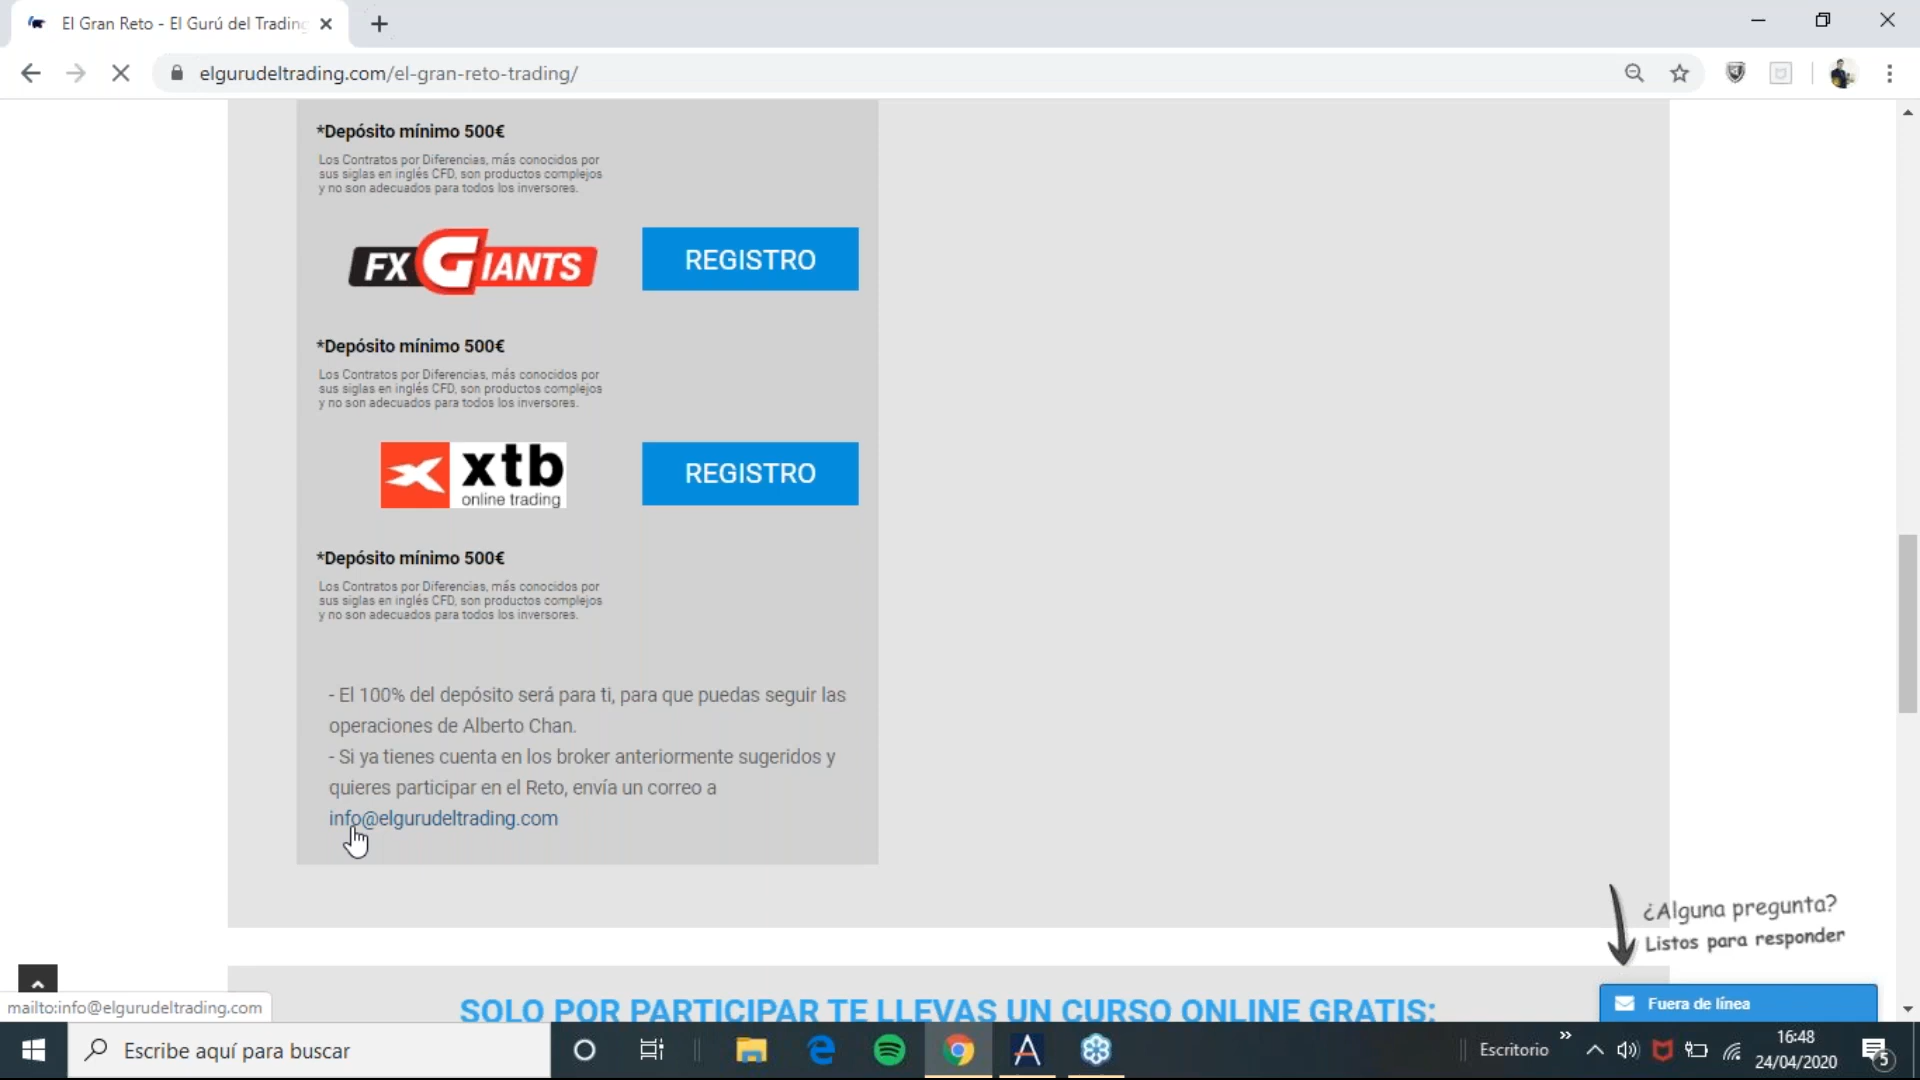 El Gran Reto - El Gurú del Trading
elgurudeltrading.com/el-gran-reto-trading/
*Depósito mínimo 500€
Los Contratos por Diferencias, más conocidos por
sus siglas en inglés CFD, son productos complejos
y no son adecuados para todos los inversores.
FX GIANTS
REGISTRO
*Depósito mínimo 500€
Los Contratos por Diferencias, más conocidos por
sus siglas en inglés CFD, son productos complejos
y no son adecuados para todos los inversores.
xtb
online trading
REGISTRO
*Depósito mínimo 500€
Los Contratos por Diferencias, más conocidos por
sus siglas en inglés CFD, son productos complejos
y no son adecuados para todos los inversores.
- El 100% del depósito será para ti, para que puedas seguir las
operaciones de Alberto Chan.
- Si ya tienes cuenta en los broker anteriormente sugeridos y
quieres participar en el Reto, envía un correo a
info@elgurudeltrading.com
¿Alguna pregunta?
Listos para responder
Fuera de línea
mailto:info@elgurudeltrading.com
SOLO POR PARTICIPAR TE LLEVAS UN CURSO ONLINE GRATIS:
Escribe aquí para buscar
Escritorio
16:48
24/04/2020
5